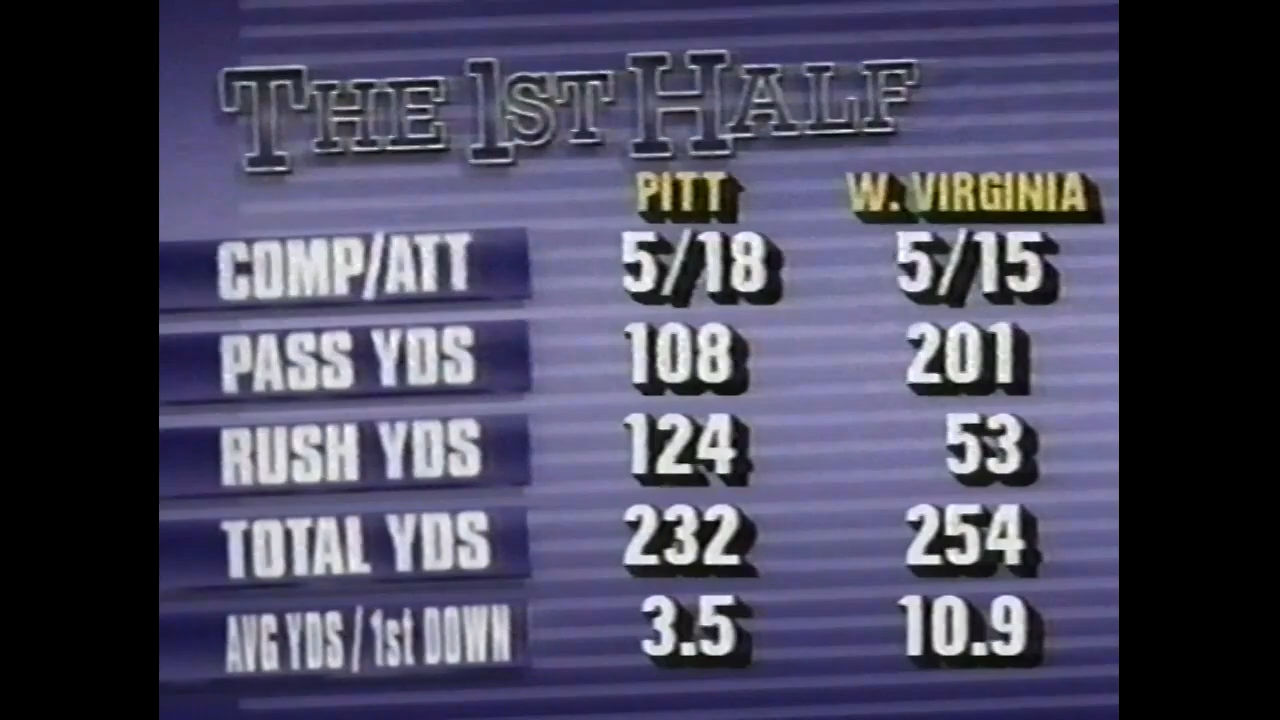 THE 1ST HALF
PITT W. VIRGINIA
COMP/ATT 5/18 5/15
PASS YDS 108 201
RUSH YDS 124 53
TOTAL YDS 232 254
AVG YDS / 1st DOWN 3.5 10.9